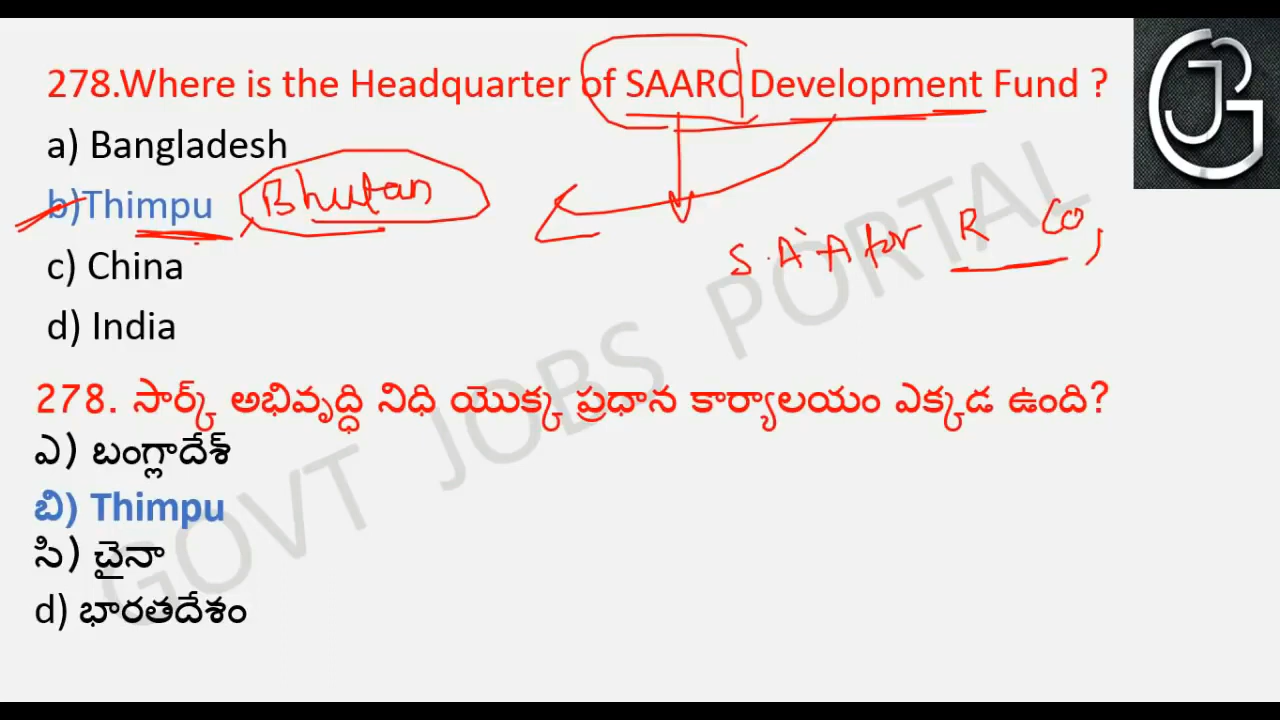 278.Where is the Headquarter of SAARC Development Fund ?
a) Bangladesh
b)Thimpu Bhutan
c) China
S.A.A for R Co,
d) India
278. సార్క్ అభివృద్ధి నిధి యొక్క ప్రధాన కార్యాలయం ఎక్కడ ఉంది?
ఎ) బంగ్లాదేశ్
బి) Thimpu
సి) చైనా
d) భారతదేశం
GOVT JOBS PORTAL
GJ